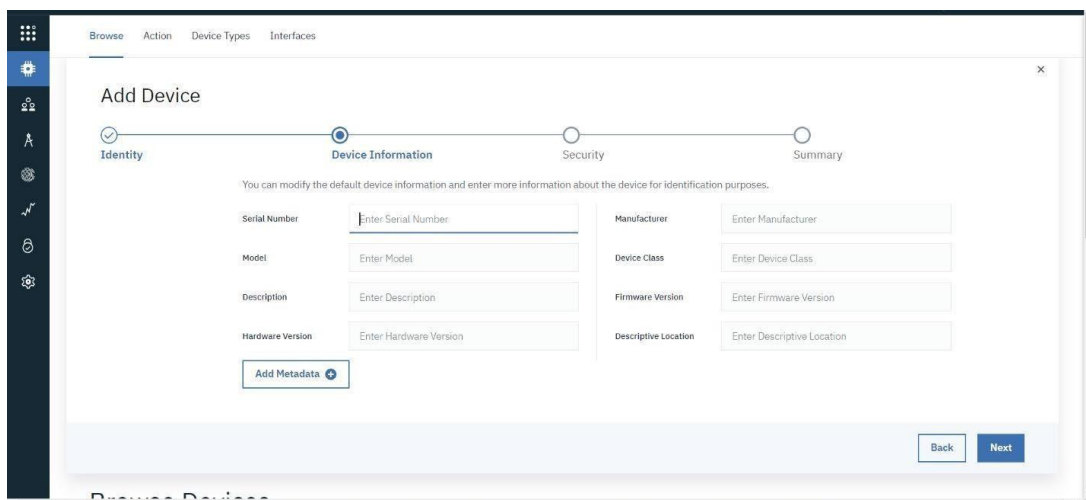 Browse Action Device Types Interfaces
Add Device
Identity Device Information Security Summary
You can modify the default device information and enter more information about the device for identification purposes.
Serial Number Enter Serial Number Manufacturer Enter Manufacturer
Model Enter Model Device Class Enter Device Class
Description Enter Description Firmware Version Enter Firmware Version
Hardware Version Enter Hardware Version Descriptive Location Enter Descriptive Location
Add Metadata
Back Next
Browse Devices